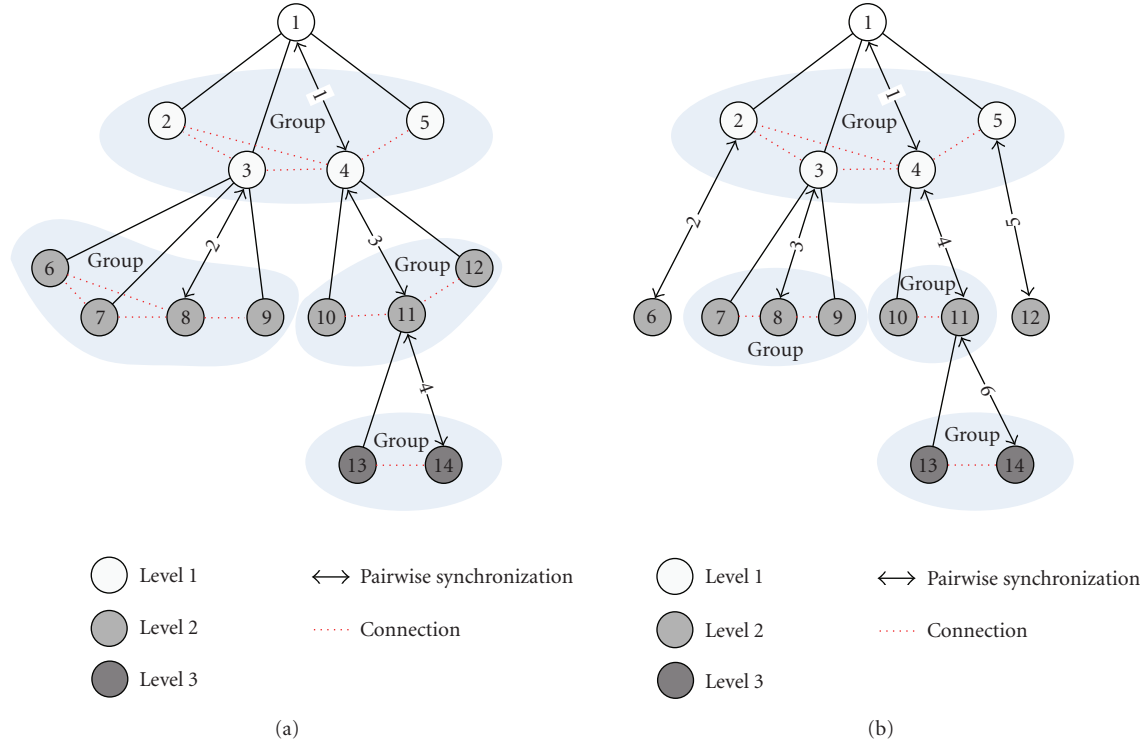 1
1
2
Group
5
3
4
2
3
6
Group
7
8
9
Group
12
10
11
4
Group
13
14
Level 1
Pairwise synchronization
Level 2
Connection
Level 3
(a)
1
1
2
Group
5
3
4
2
3
4
5
6
7
8
9
Group
Group
10
11
12
6
Group
13
14
Level 1
Pairwise synchronization
Level 2
Connection
Level 3
(b)